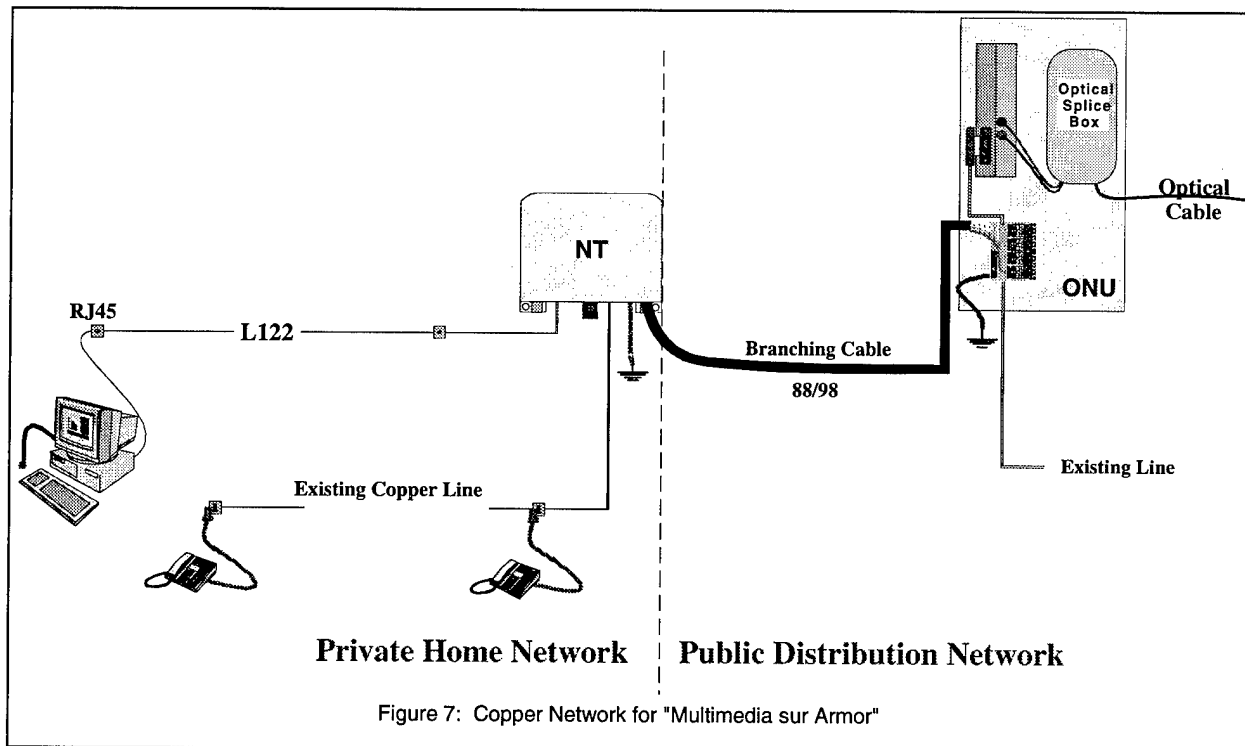 Optical
Splice
Box
Optical
Cable
NT
ONU
RJ45
L122
Branching Cable
88/98
Existing Line
Existing Copper Line
Private Home Network
Public Distribution Network
Figure 7: Copper Network for "Multimedia sur Armor"